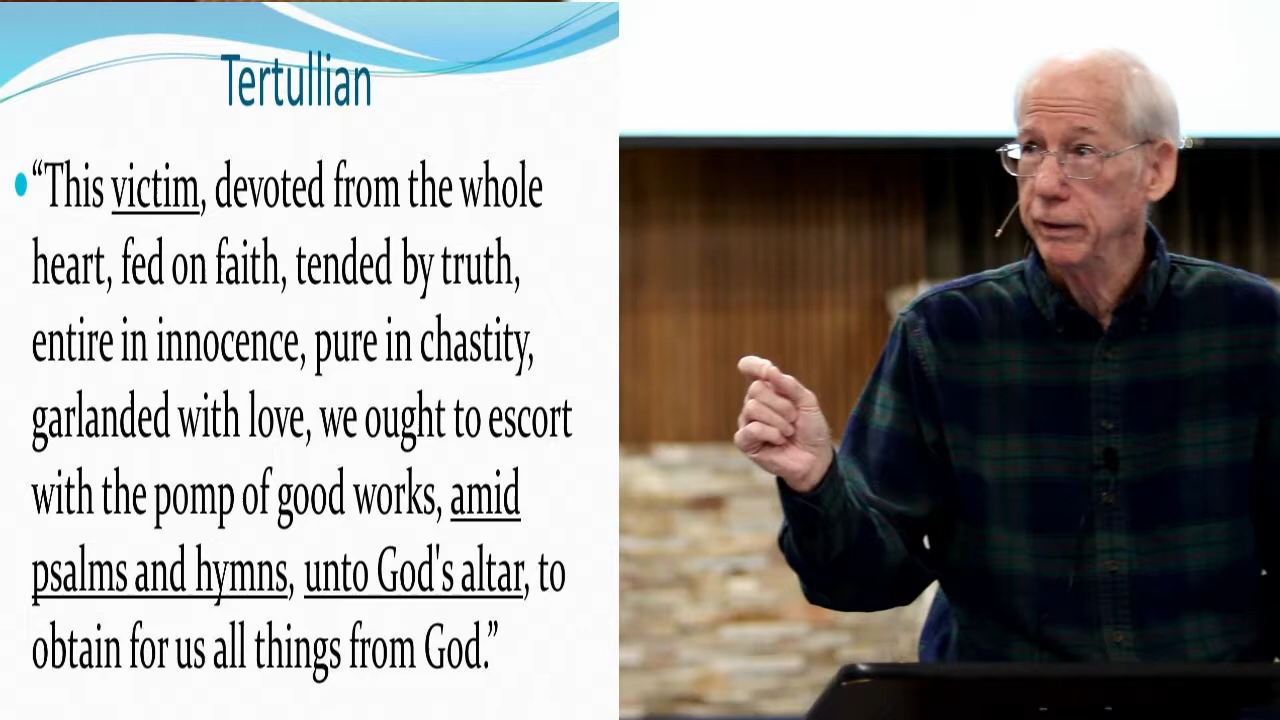 Tertullian
“This victim, devoted from the whole
heart, fed on faith, tended by truth,
entire in innocence, pure in chastity,
garlanded with love, we ought to escort
with the pomp of good works, amid
psalms and hymns, unto God's altar, to
obtain for us all things from God.”